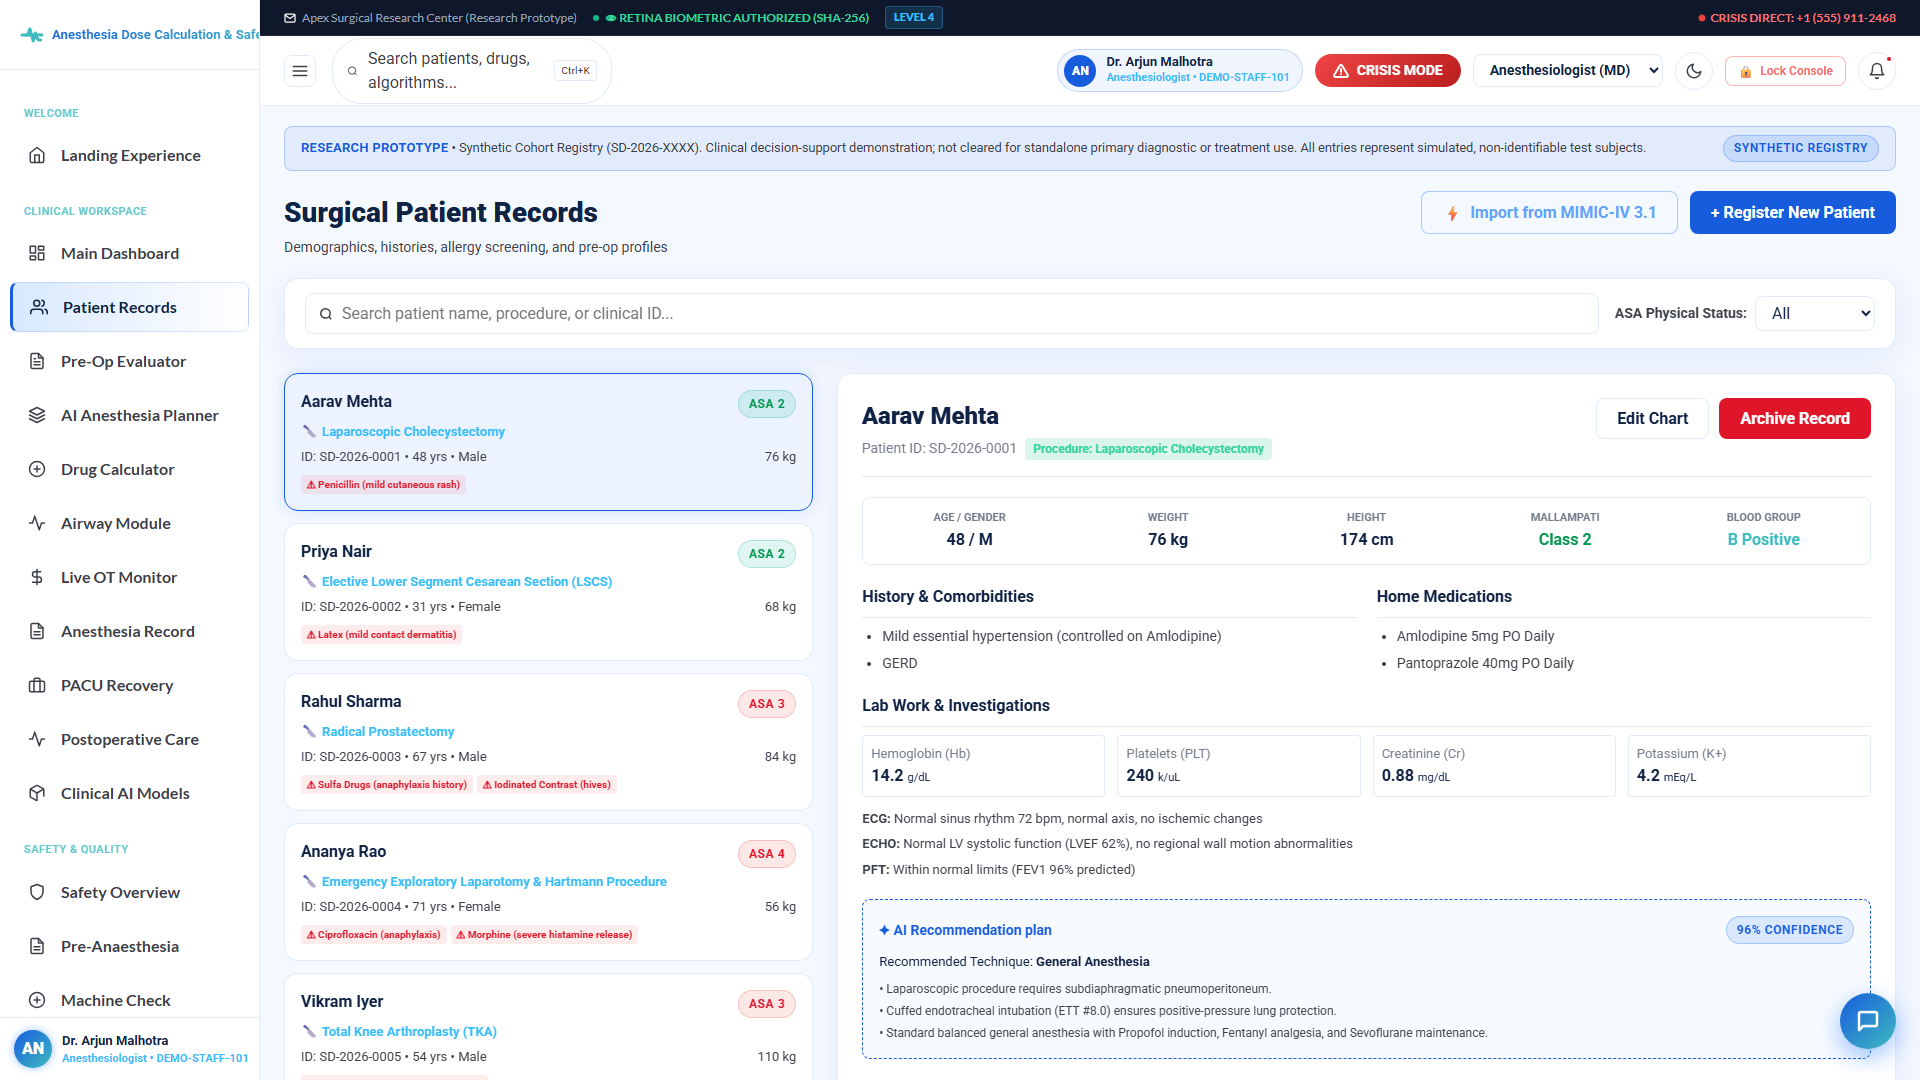 Apex Surgical Research Center (Research Prototype)
RETINA BIOMETRIC AUTHORIZED (SHA-256)
LEVEL 4
CRISIS DIRECT: +1 (555) 911-2468
Anesthesia Dose Calculation & Safe
Search patients, drugs,
algorithms...
Ctrl+K
AN
Dr. Arjun Malhotra
Anesthesiologist • DEMO-STAFF-101
CRISIS MODE
Anesthesiologist (MD)
Lock Console
WELCOME
Landing Experience
CLINICAL WORKSPACE
Main Dashboard
Patient Records
Pre-Op Evaluator
AI Anesthesia Planner
Drug Calculator
Airway Module
Live OT Monitor
Anesthesia Record
PACU Recovery
Postoperative Care
Clinical AI Models
SAFETY & QUALITY
Safety Overview
Pre-Anaesthesia
Machine Check
AN
Dr. Arjun Malhotra
Anesthesiologist • DEMO-STAFF-101
RESEARCH PROTOTYPE • Synthetic Cohort Registry (SD-2026-XXXX). Clinical decision-support demonstration; not cleared for standalone primary diagnostic or treatment use. All entries represent simulated, non-identifiable test subjects.
SYNTHETIC REGISTRY
Surgical Patient Records
Demographics, histories, allergy screening, and pre-op profiles
Import from MIMIC-IV 3.1
+ Register New Patient
Search patient name, procedure, or clinical ID...
ASA Physical Status:
All
Aarav Mehta
ASA 2
Laparoscopic Cholecystectomy
ID: SD-2026-0001 • 48 yrs • Male
76 kg
Penicillin (mild cutaneous rash)
Priya Nair
ASA 2
Elective Lower Segment Cesarean Section (LSCS)
ID: SD-2026-0002 • 31 yrs • Female
68 kg
Latex (mild contact dermatitis)
Rahul Sharma
ASA 3
Radical Prostatectomy
ID: SD-2026-0003 • 67 yrs • Male
84 kg
Sulfa Drugs (anaphylaxis history)
Iodinated Contrast (hives)
Ananya Rao
ASA 4
Emergency Exploratory Laparotomy & Hartmann Procedure
ID: SD-2026-0004 • 71 yrs • Female
56 kg
Ciprofloxacin (anaphylaxis)
Morphine (severe histamine release)
Vikram Iyer
ASA 3
Total Knee Arthroplasty (TKA)
ID: SD-2026-0005 • 54 yrs • Male
110 kg
Aarav Mehta
Patient ID: SD-2026-0001
Procedure: Laparoscopic Cholecystectomy
Edit Chart
Archive Record
AGE / GENDER
48 / M
WEIGHT
76 kg
HEIGHT
174 cm
MALLAMPATI
Class 2
BLOOD GROUP
B Positive
History & Comorbidities
• Mild essential hypertension (controlled on Amlodipine)
• GERD
Home Medications
• Amlodipine 5mg PO Daily
• Pantoprazole 40mg PO Daily
Lab Work & Investigations
Hemoglobin (Hb)
14.2 g/dL
Platelets (PLT)
240 k/uL
Creatinine (Cr)
0.88 mg/dL
Potassium (K+)
4.2 mEq/L
ECG: Normal sinus rhythm 72 bpm, normal axis, no ischemic changes
ECHO: Normal LV systolic function (LVEF 62%), no regional wall motion abnormalities
PFT: Within normal limits (FEV1 96% predicted)
✦ AI Recommendation plan
96% CONFIDENCE
Recommended Technique: General Anesthesia
• Laparoscopic procedure requires subdiaphragmatic pneumoperitoneum.
• Cuffed endotracheal intubation (ETT #8.0) ensures positive-pressure lung protection.
• Standard balanced general anesthesia with Propofol induction, Fentanyl analgesia, and Sevoflurane maintenance.